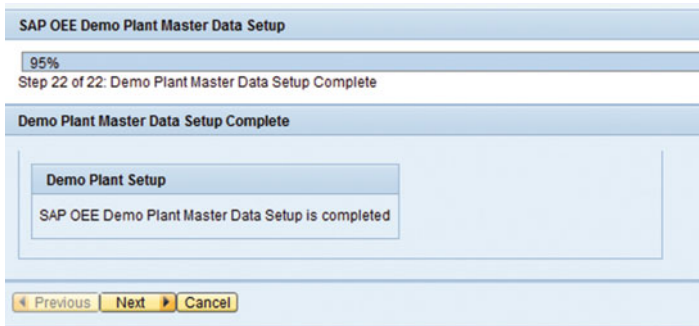 SAP OEE Demo Plant Master Data Setup
95%
Step 22 of 22: Demo Plant Master Data Setup Complete
Demo Plant Master Data Setup Complete
Demo Plant Setup
SAP OEE Demo Plant Master Data Setup is completed
Previous Next Cancel